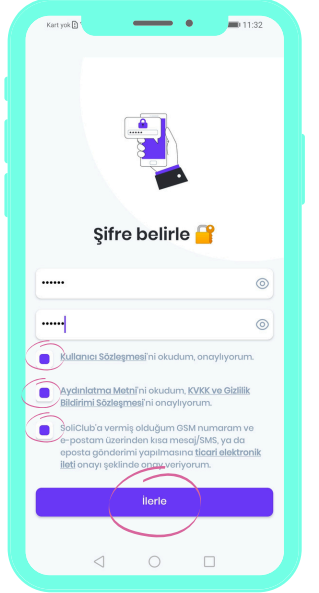 Kart yok
11:32
Şifre belirle
••••••
••••••
Kullanıcı Sözleşmesi'ni okudum, onaylıyorum.
Aydınlatma Metni'ni okudum, KVKK ve Gizlilik
Bildirimi Sözleşmesi'ni onaylıyorum.
SoliClub'a vermiş olduğum GSM numaram ve
e-postam üzerinden kısa mesaj/SMS, ya da
eposta gönderimi yapılmasına ticari elektronik
ileti onayı şeklinde onay veriyorum.
İlerle